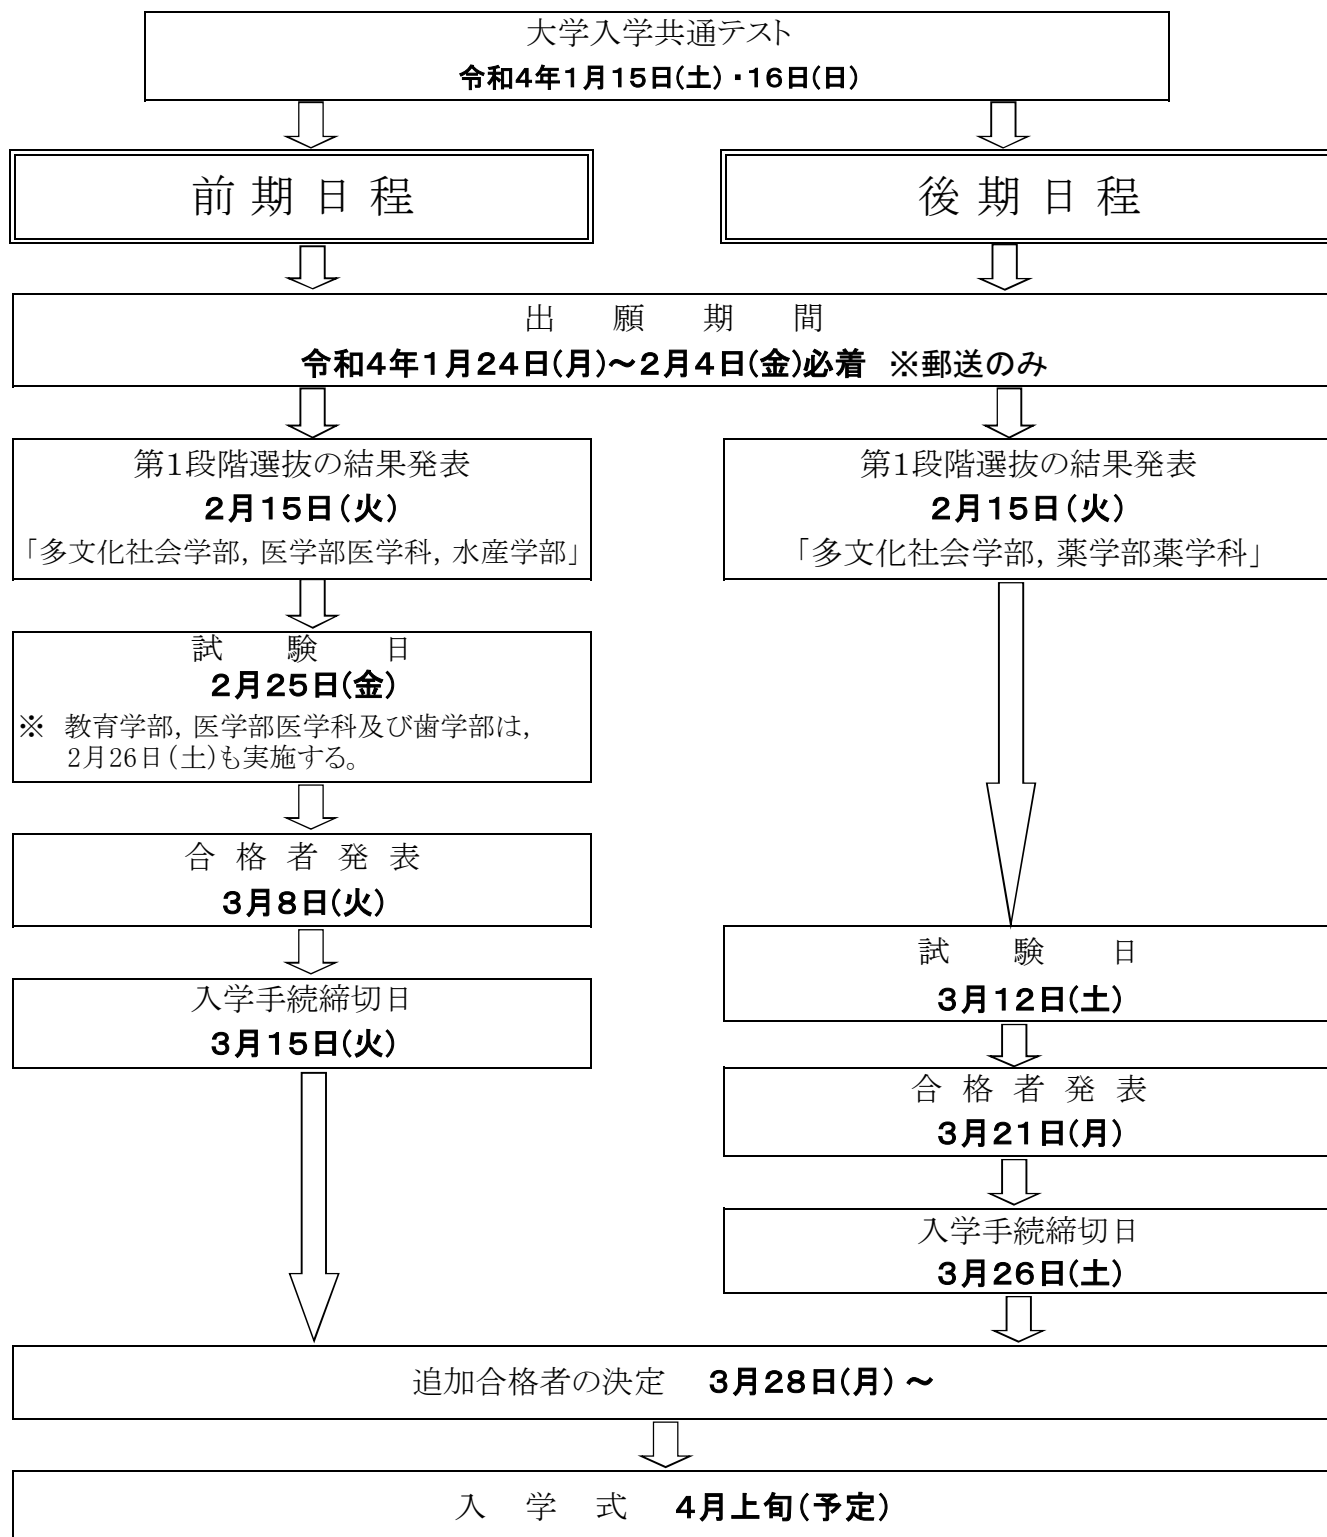 大学入学共通テスト
令和4年1月15日(土)・16日(日)
前期日程
後期日程
出願期間
令和4年1月24日(月)～2月4日(金)必着 ※郵送のみ
第1段階選抜の結果発表
2月15日(火)
「多文化社会学部, 医学部医学科, 水産学部」
第1段階選抜の結果発表
2月15日(火)
「多文化社会学部, 薬学部薬学科」
試験日
2月25日(金)
※ 教育学部, 医学部医学科及び歯学部は,
2月26日(土)も実施する。
合格者発表
3月8日(火)
入学手続締切日
3月15日(火)
試験日
3月12日(土)
合格者発表
3月21日(月)
入学手続締切日
3月26日(土)
追加合格者の決定 3月28日(月)～
入学式 4月上旬(予定)